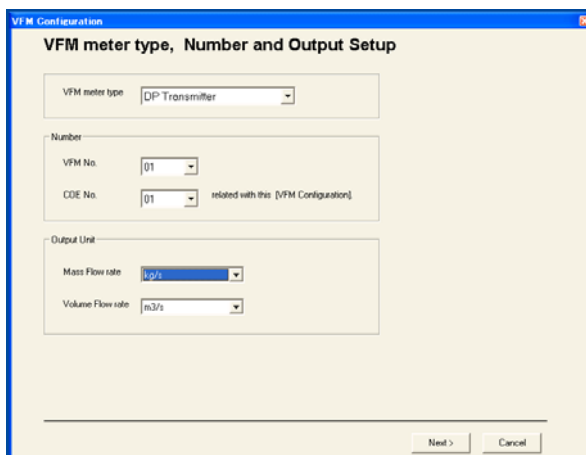 VFM Configuration
VFM meter type, Number and Output Setup
VFM meter type DP Transmitter
Number
VFM No. 01
COE No. 01 related with this [VFM Configuration].
Output Unit
Mass Flow rate kg/s
Volume Flow rate m3/s
Next > Cancel